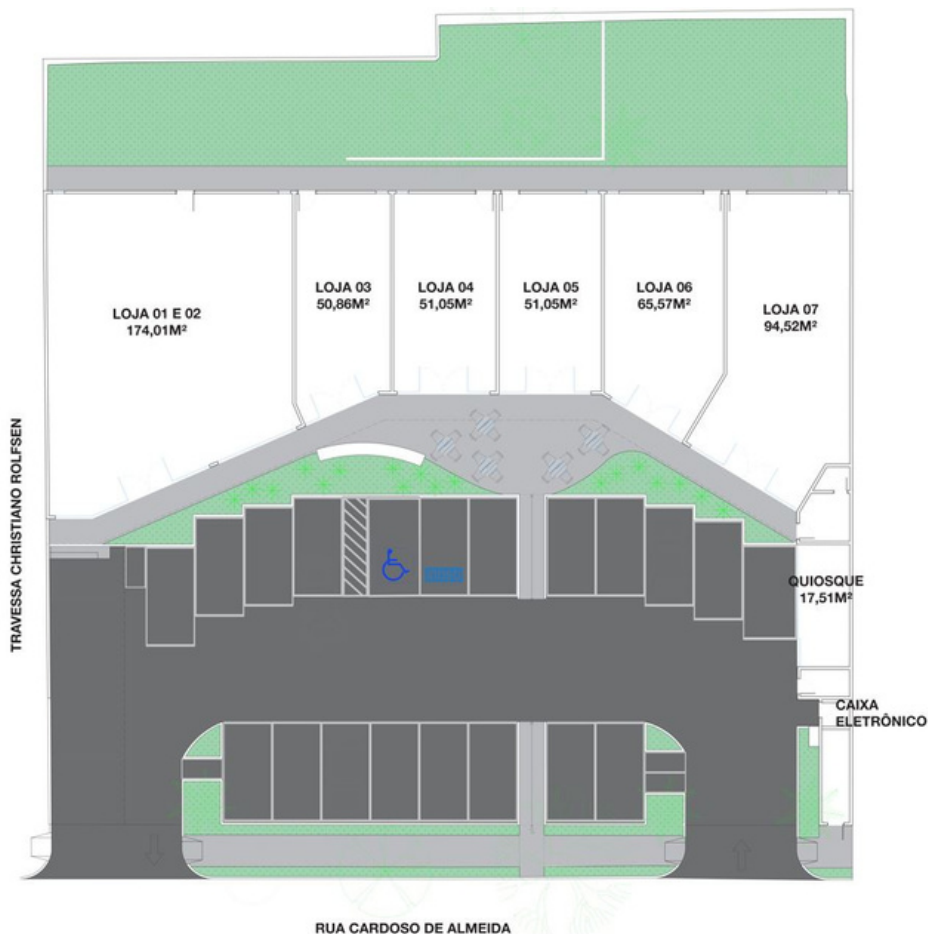 LOJA 01 E 02
174,01M²
LOJA 03
50,86M²
LOJA 04
51,05M²
LOJA 05
51,05M²
LOJA 06
65,57M²
LOJA 07
94,52M²
TRAVESSA CHRISTIANO ROLFSEN
QUIOSQUE
17,51M²
CAIXA
ELETRÔNICO
RUA CARDOSO DE ALMEIDA